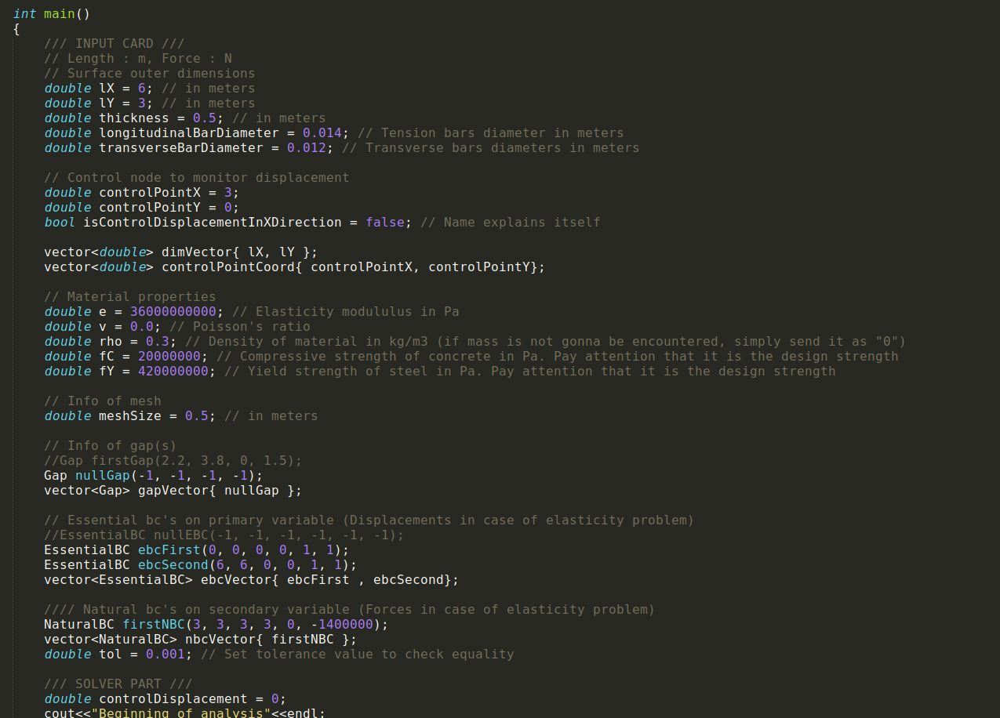 int main()
{
/// INPUT CARD ///
// Length : m, Force : N
// Surface outer dimensions
double lX = 6; // in meters
double lY = 3; // in meters
double thickness = 0.5; // in meters
double longitudinalBarDiameter = 0.014; // Tension bars diameter in meters
double transverseBarDiameter = 0.012; // Transverse bars diameters in meters
// Control node to monitor displacement
double controlPointX = 3;
double controlPointY = 0;
bool isControlDisplacementInXDirection = false; // Name explains itself
vector<double> dimVector{ lX, lY };
vector<double> controlPointCoord{ controlPointX, controlPointY};
// Material properties
double e = 36000000000; // Elasticity modululus in Pa
double v = 0.0; // Poisson's ratio
double rho = 0.3; // Density of material in kg/m3 (if mass is not gonna be encountered, simply send it as "0")
double fC = 20000000; // Compressive strength of concrete in Pa. Pay attention that it is the design strength
double fY = 420000000; // Yield strength of steel in Pa. Pay attention that it is the design strength
// Info of mesh
double meshSize = 0.5; // in meters
// Info of gap(s)
//Gap firstGap(2.2, 3.8, 0, 1.5);
Gap nullGap(-1, -1, -1, -1);
vector<Gap> gapVector{ nullGap };
// Essential bc's on primary variable (Displacements in case of elasticity problem)
//EssentialBC nullEBC(-1, -1, -1, -1, -1, -1);
EssentialBC ebcFirst(0, 0, 0, 0, 1, 1);
EssentialBC ebcSecond(6, 6, 0, 0, 1, 1);
vector<EssentialBC> ebcVector{ ebcFirst , ebcSecond};
//// Natural bc's on secondary variable (Forces in case of elasticity problem)
NaturalBC firstNBC(3, 3, 3, 3, 0, -1400000);
vector<NaturalBC> nbcVector{ firstNBC };
double tol = 0.001; // Set tolerance value to check equality
/// SOLVER PART ///
double controlDisplacement = 0;
cout<<"Beginning of analysis"<<endl;